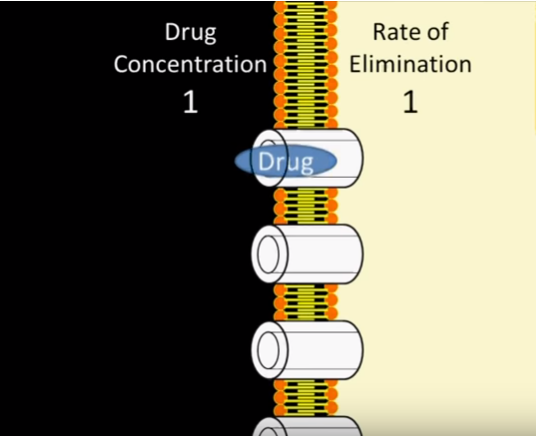 Drug
Concentration
1
Rate of
Elimination
1
Drug